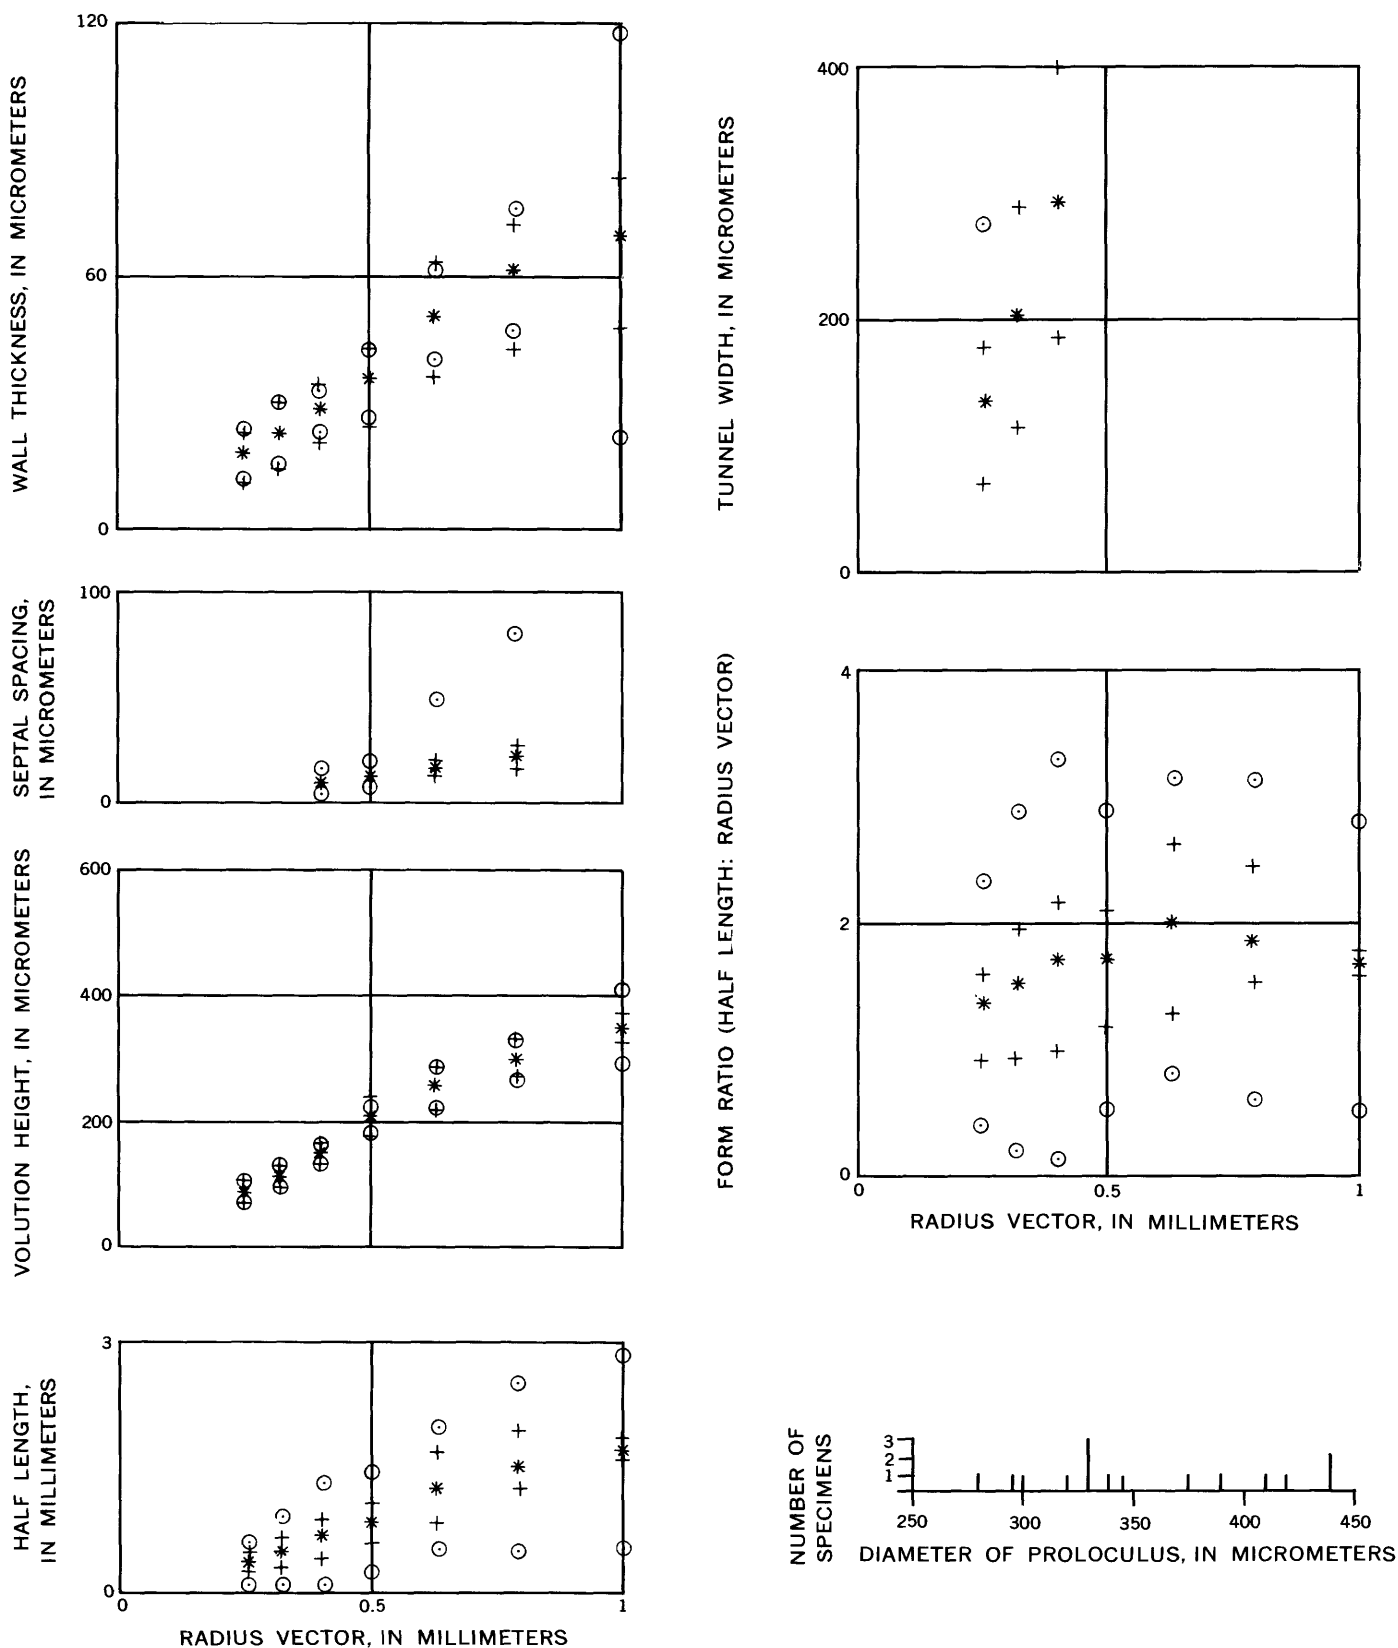 120
WALL THICKNESS, IN MICROMETERS
60
0
100
SEPTAL SPACING,
IN MICROMETERS
0
600
VOLUTION HEIGHT, IN MICROMETERS
400
200
0
3
HALF LENGTH,
IN MILLIMETERS
0
0 0.5 1
RADIUS VECTOR, IN MILLIMETERS
400
TUNNEL WIDTH, IN MICROMETERS
200
0
4
FORM RATIO (HALF LENGTH: RADIUS VECTOR)
2
0
0 0.5 1
RADIUS VECTOR, IN MILLIMETERS
NUMBER OF
SPECIMENS
3
2
1
250 300 350 400 450
DIAMETER OF PROLOCULUS, IN MICROMETERS